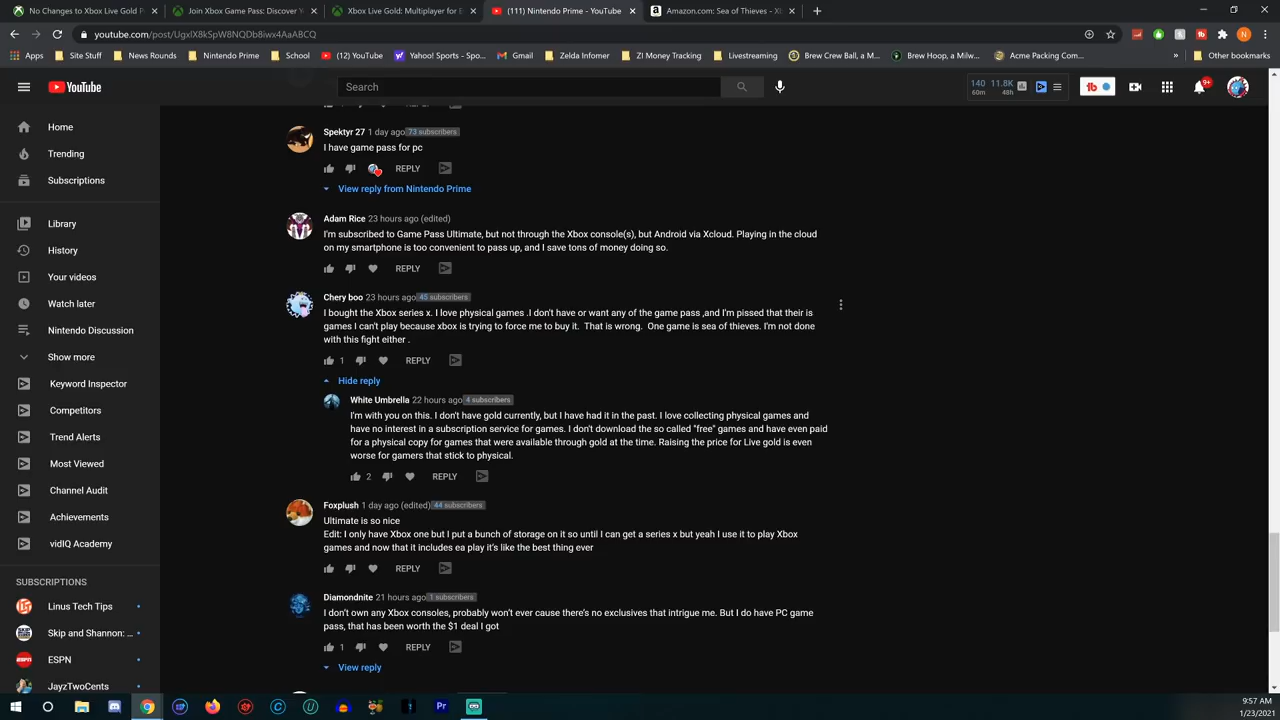 No Changes to Xbox Live Gold P
Join Xbox Game Pass: Discover Y
Xbox Live Gold: Multiplayer for E
(111) Nintendo Prime - YouTube
Amazon.com: Sea of Thieves - X
youtube.com/post/UgxlX8kSpW8NQDb8iwx4AaABCQ
Apps
Site Stuff
News Rounds
Nintendo Prime
(12) YouTube
Yahoo! Sports - Spo...
Gmail
Zelda Infomer
ZI Money Tracking
Livestreaming
Brew Crew Ball, a M...
Brew Hoop, a Milw...
Acme Packing Com...
Other bookmarks
YouTube
Search
140 11.8K
60m 48h
tb
9+
Home
Trending
Subscriptions
Library
History
Your videos
Watch later
Nintendo Discussion
Show more
Keyword Inspector
Competitors
Trend Alerts
Most Viewed
Channel Audit
Achievements
vidIQ Academy
SUBSCRIPTIONS
Linus Tech Tips
Skip and Shannon: ...
ESPN
JayzTwoCents
Spektyr 27 1 day ago 73 subscribers
I have game pass for pc
REPLY
View reply from Nintendo Prime
Adam Rice 23 hours ago (edited)
I'm subscribed to Game Pass Ultimate, but not through the Xbox console(s), but Android via Xcloud. Playing in the cloud
on my smartphone is too convenient to pass up, and I save tons of money doing so.
REPLY
Chery boo 23 hours ago 45 subscribers
I bought the Xbox series x. I love physical games .I don't have or want any of the game pass ,and I'm pissed that their is
games I can't play because xbox is trying to force me to buy it. That is wrong. One game is sea of thieves. I'm not done
with this fight either .
1 REPLY
Hide reply
White Umbrella 22 hours ago 4 subscribers
I'm with you on this. I don't have gold currently, but I have had it in the past. I love collecting physical games and
have no interest in a subscription service for games. I don't download the so called "free" games and have even paid
for a physical copy for games that were available through gold at the time. Raising the price for Live gold is even
worse for gamers that stick to physical.
2 REPLY
Foxplush 1 day ago (edited) 44 subscribers
Ultimate is so nice
Edit: I only have Xbox one but I put a bunch of storage on it so until I can get a series x but yeah I use it to play Xbox
games and now that it includes ea play it's like the best thing ever
REPLY
Diamondnite 21 hours ago 1 subscribers
I don't own any Xbox consoles, probably won't ever cause there's no exclusives that intrigue me. But I do have PC game
pass, that has been worth the $1 deal I got
1 REPLY
View reply
9:57 AM
1/23/2021